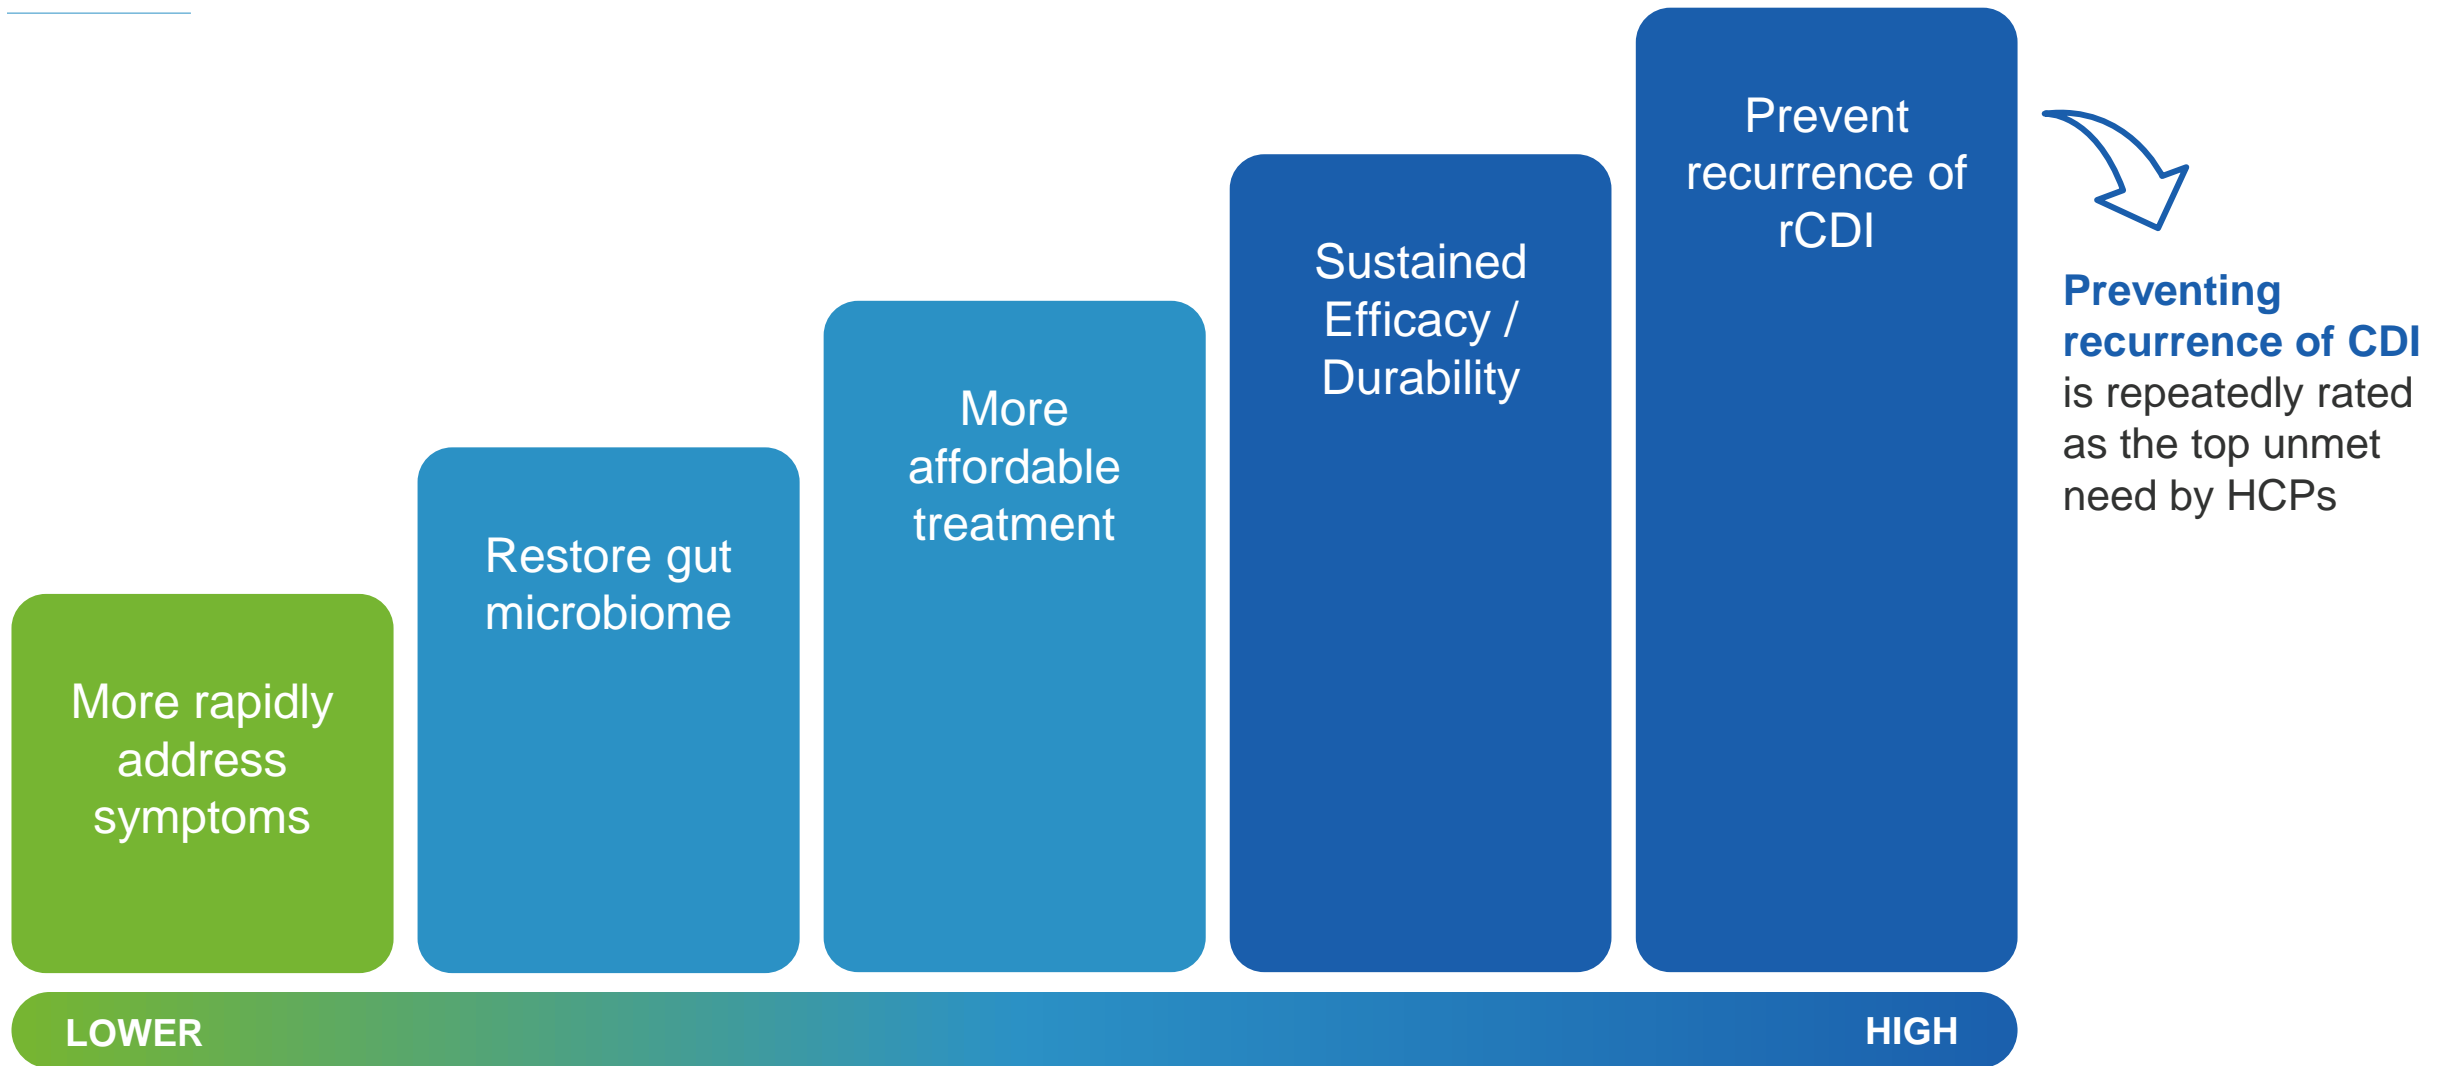 More rapidly
address
symptoms
Restore gut
microbiome
More
affordable
treatment
Sustained
Efficacy /
Durability
Prevent
recurrence of
rCDI
Preventing
recurrence of CDI
is repeatedly rated
as the top unmet
need by HCPs
LOWER
HIGH